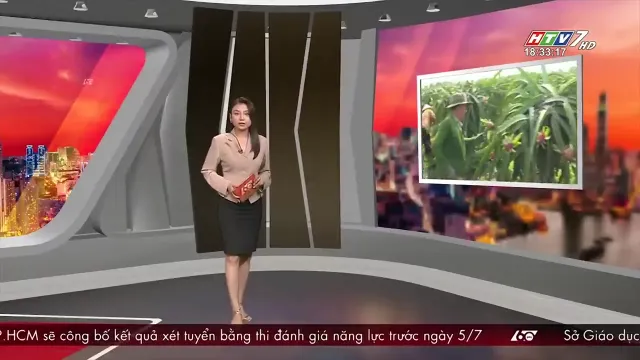 HTV7 HD
18:33:17
P.HCM sẽ công bố kết quả xét tuyển bằng thi đánh giá năng lực trước ngày 5/7 60 Sở Giáo dục